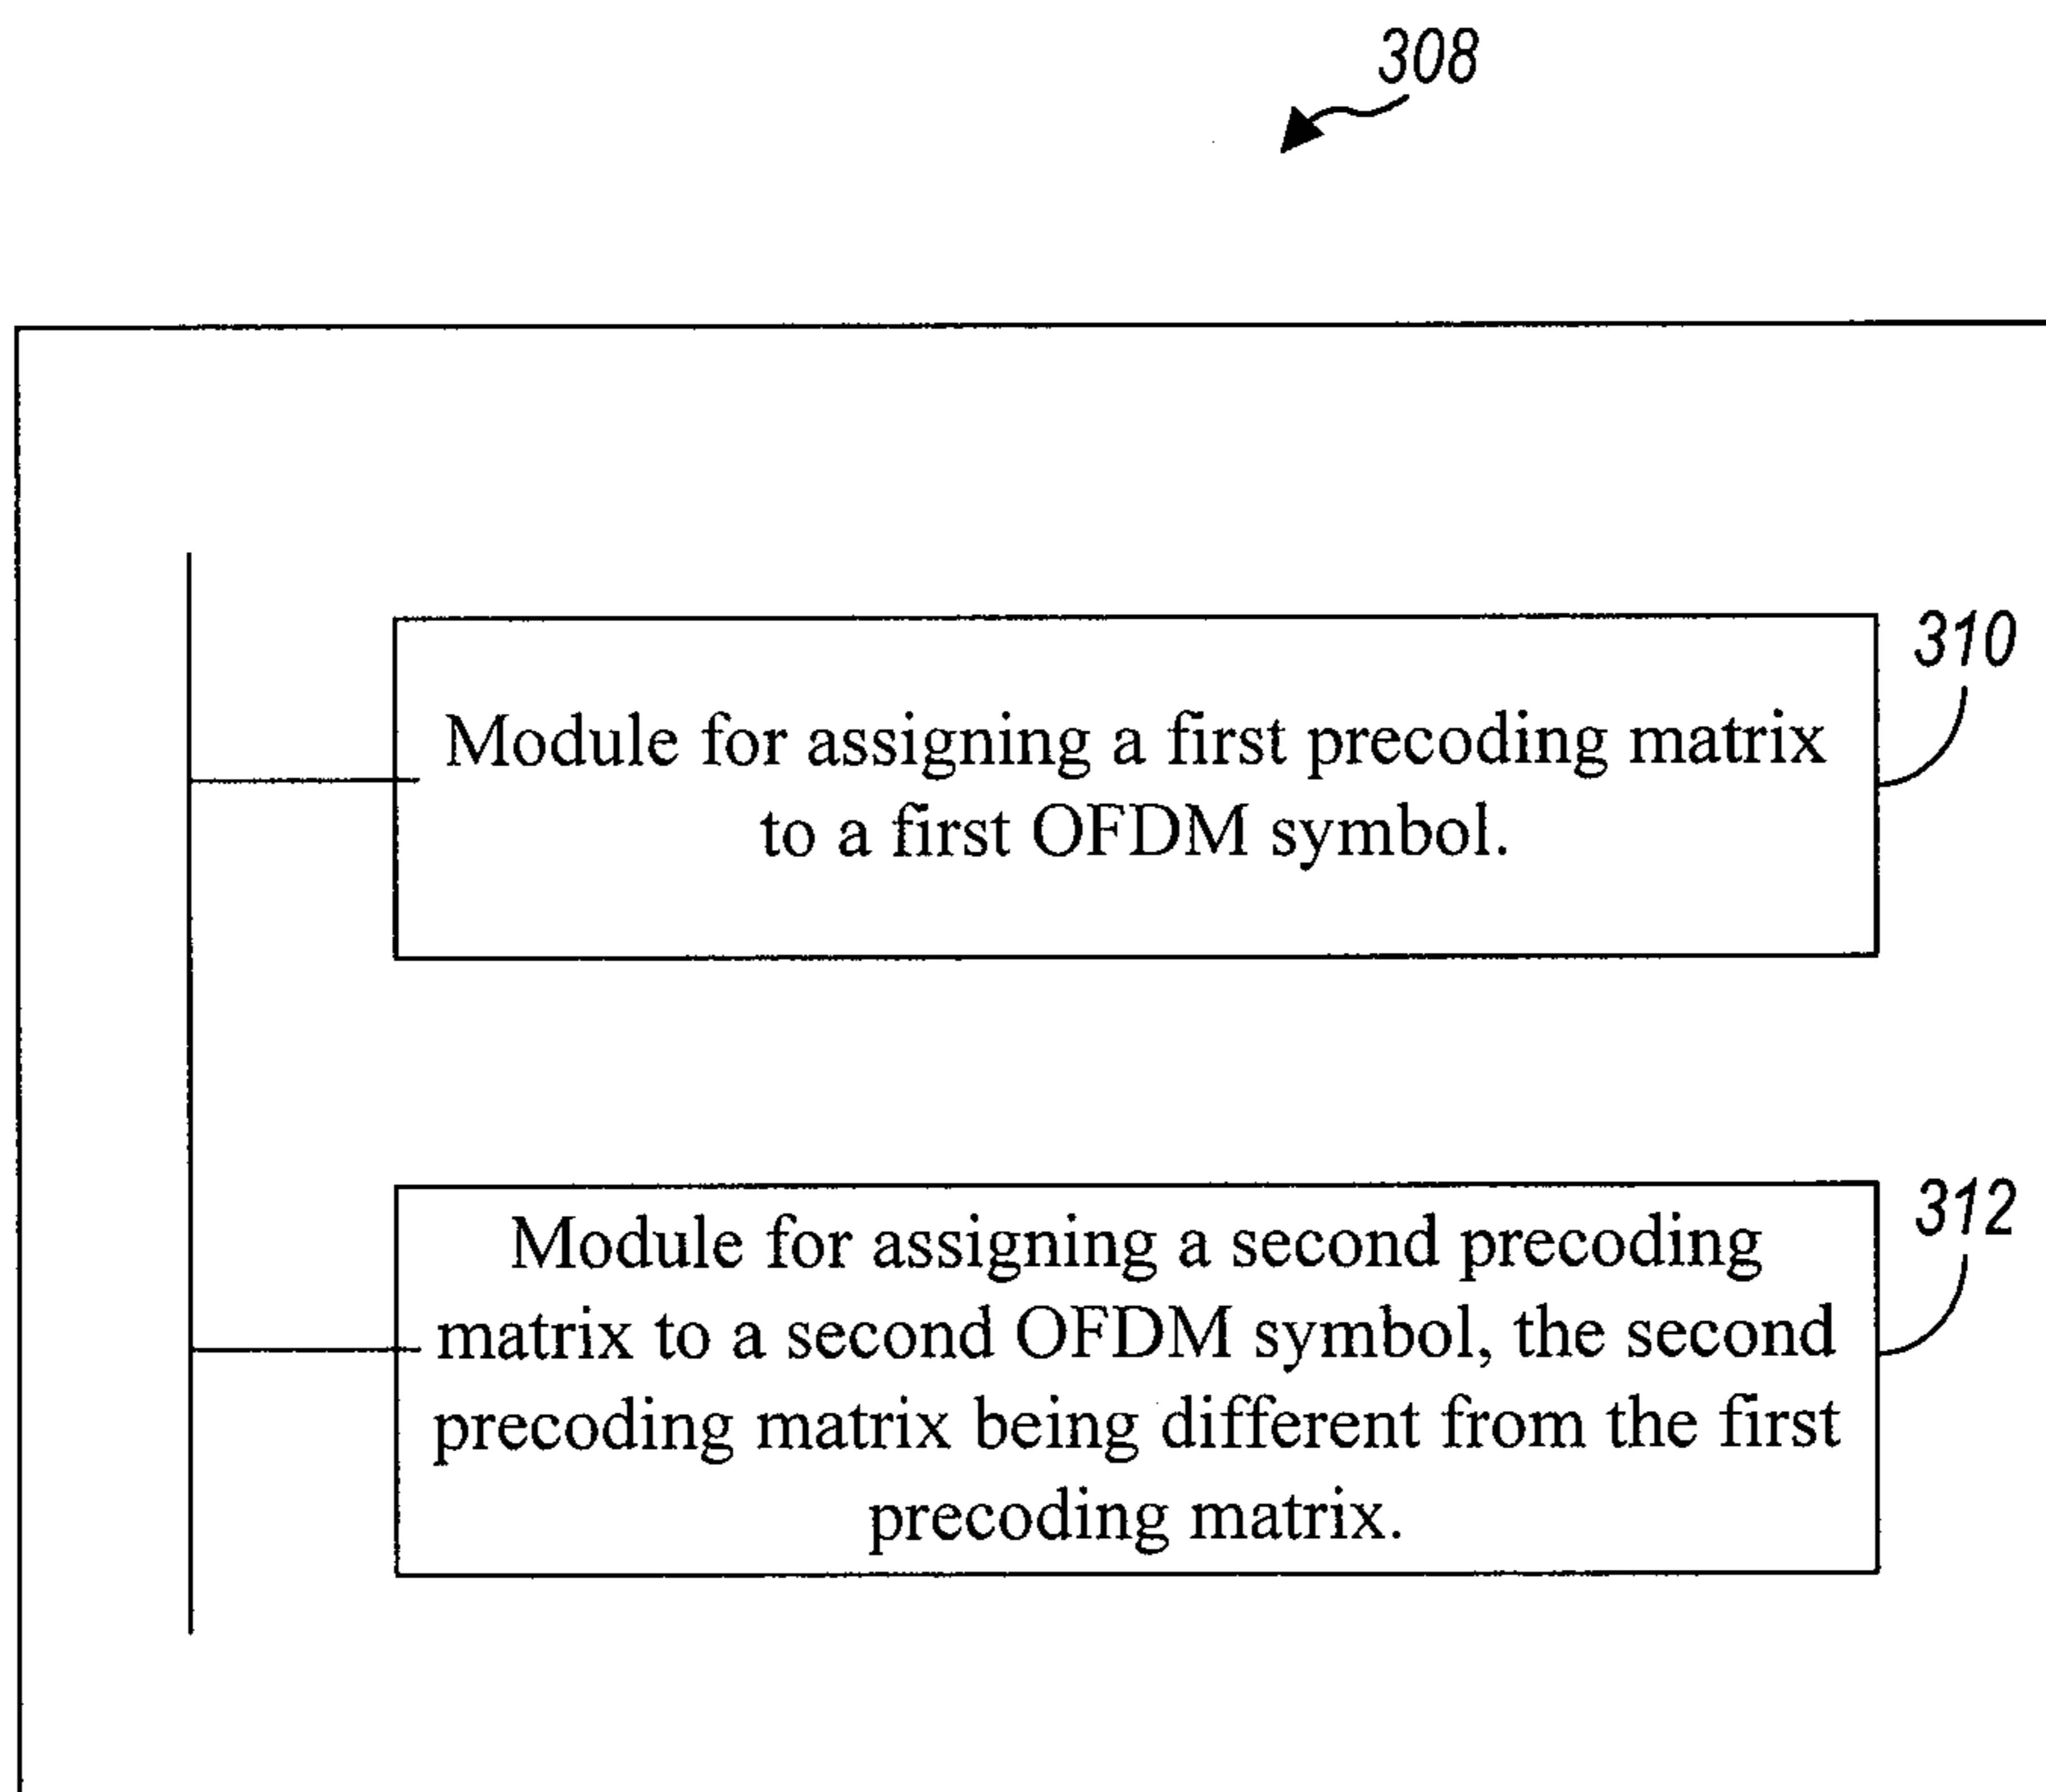 308
310
Module for assigning a first precoding matrix
to a first OFDM symbol.
312
Module for assigning a second precoding
matrix to a second OFDM symbol, the second
precoding matrix being different from the first
precoding matrix.